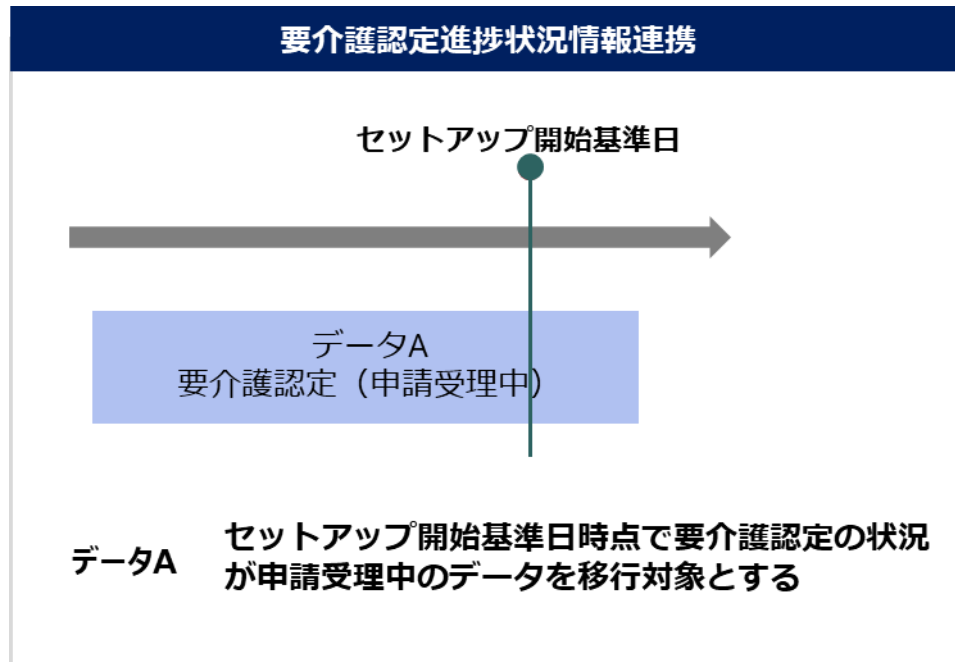 要介護認定進捗状況情報連携
セットアップ開始基準日
データA
要介護認定（申請受理中）
データA
セットアップ開始基準日時点で要介護認定の状況
が申請受理中のデータを移行対象とする